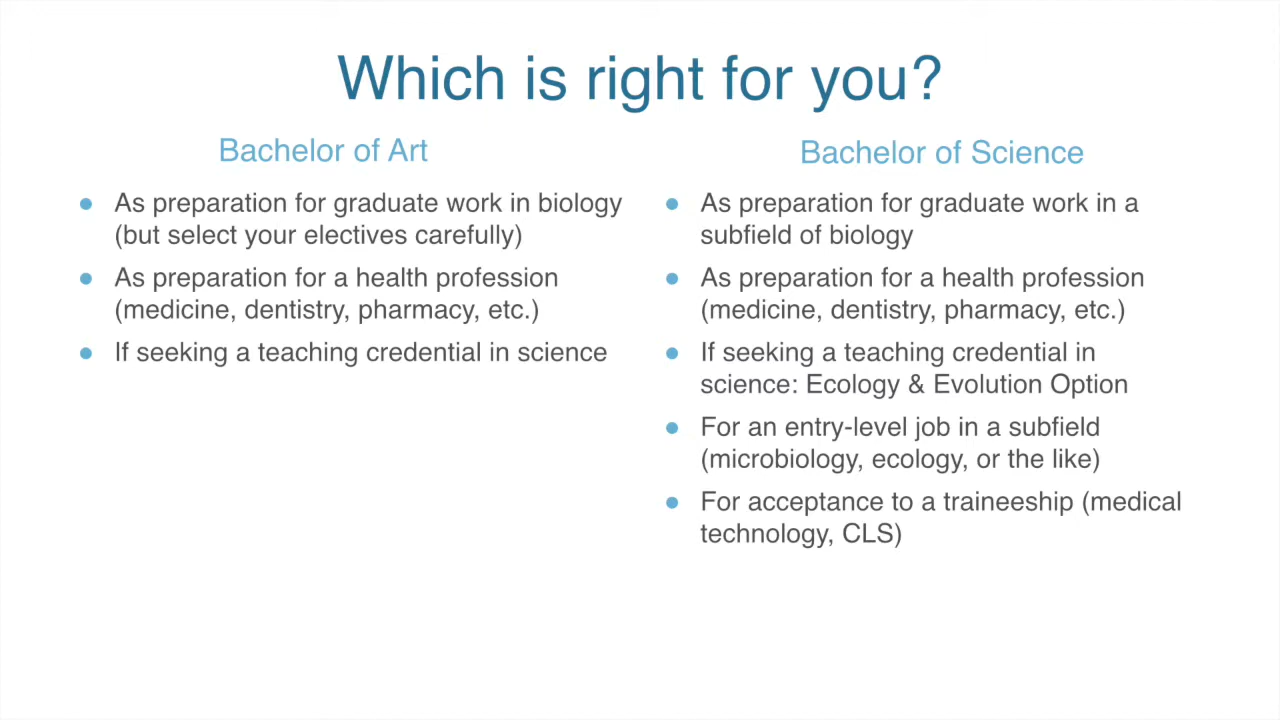 Which is right for you?
Bachelor of Art
● As preparation for graduate work in biology
(but select your electives carefully)
● As preparation for a health profession
(medicine, dentistry, pharmacy, etc.)
● If seeking a teaching credential in science
Bachelor of Science
● As preparation for graduate work in a
subfield of biology
● As preparation for a health profession
(medicine, dentistry, pharmacy, etc.)
● If seeking a teaching credential in
science: Ecology & Evolution Option
● For an entry-level job in a subfield
(microbiology, ecology, or the like)
● For acceptance to a traineeship (medical
technology, CLS)